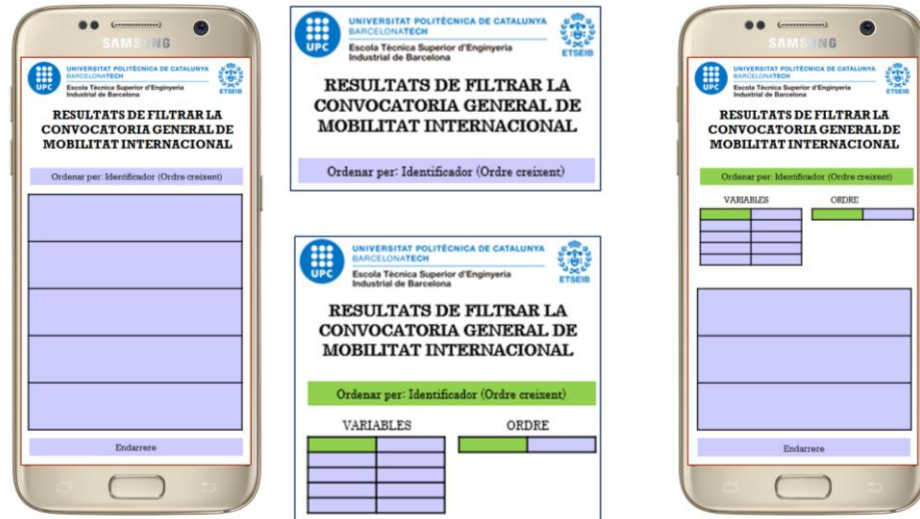 SAMSUNG
UPC
UNIVERSITAT POLITÈCNICA DE CATALUNYA
BARCELONATECH
Escola Tècnica Superior d'Enginyeria
Industrial de Barcelona
ETSEIB
RESULTATS DE FILTRAR LA
CONVOCATORIA GENERAL DE
MOBILITAT INTERNACIONAL
Ordenar per: Identificador (Ordre creixent)
Endarrere
UPC
UNIVERSITAT POLITÈCNICA DE CATALUNYA
BARCELONATECH
Escola Tècnica Superior d'Enginyeria
Industrial de Barcelona
ETSEIB
RESULTATS DE FILTRAR LA
CONVOCATORIA GENERAL DE
MOBILITAT INTERNACIONAL
Ordenar per: Identificador (Ordre creixent)
UPC
UNIVERSITAT POLITÈCNICA DE CATALUNYA
BARCELONATECH
Escola Tècnica Superior d'Enginyeria
Industrial de Barcelona
ETSEIB
RESULTATS DE FILTRAR LA
CONVOCATORIA GENERAL DE
MOBILITAT INTERNACIONAL
Ordenar per: Identificador (Ordre creixent)
VARIABLES ORDRE
SAMSUNG
UPC
UNIVERSITAT POLITÈCNICA DE CATALUNYA
BARCELONATECH
Escola Tècnica Superior d'Enginyeria
Industrial de Barcelona
ETSEIB
RESULTATS DE FILTRAR LA
CONVOCATORIA GENERAL DE
MOBILITAT INTERNACIONAL
Ordenar per: Identificador (Ordre creixent)
VARIABLES ORDRE
Endarrere